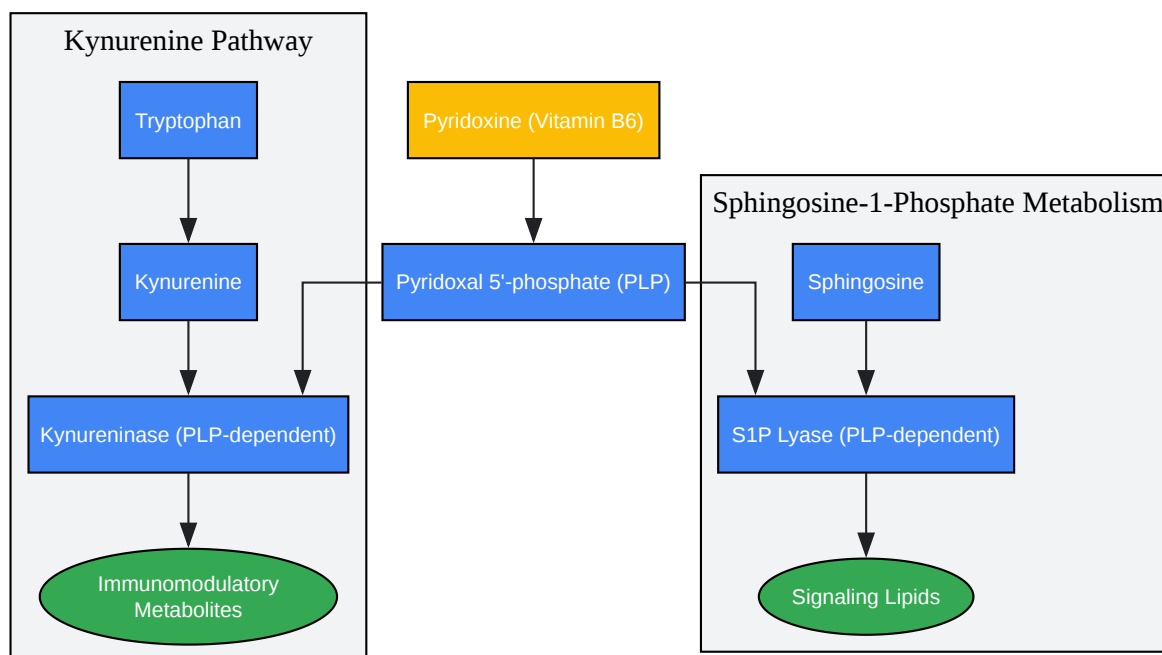 Kynurenine Pathway
Tryptophan
Pyridoxine (Vitamin B6)
Sphingosine-1-Phosphate Metabolism
Kynurenine
Pyridoxal 5'-phosphate (PLP)
Sphingosine
Kynureninase (PLP-dependent)
S1P Lyase (PLP-dependent)
Immunomodulatory
Metabolites
Signaling Lipids